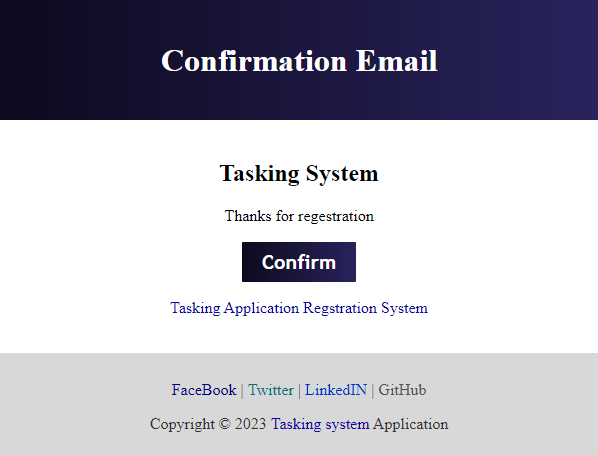 Confirmation Email
Tasking System
Thanks for regestration
Confirm
Tasking Application Regstration System
FaceBook | Twitter | LinkedIN | GitHub
Copyright © 2023 Tasking system Application